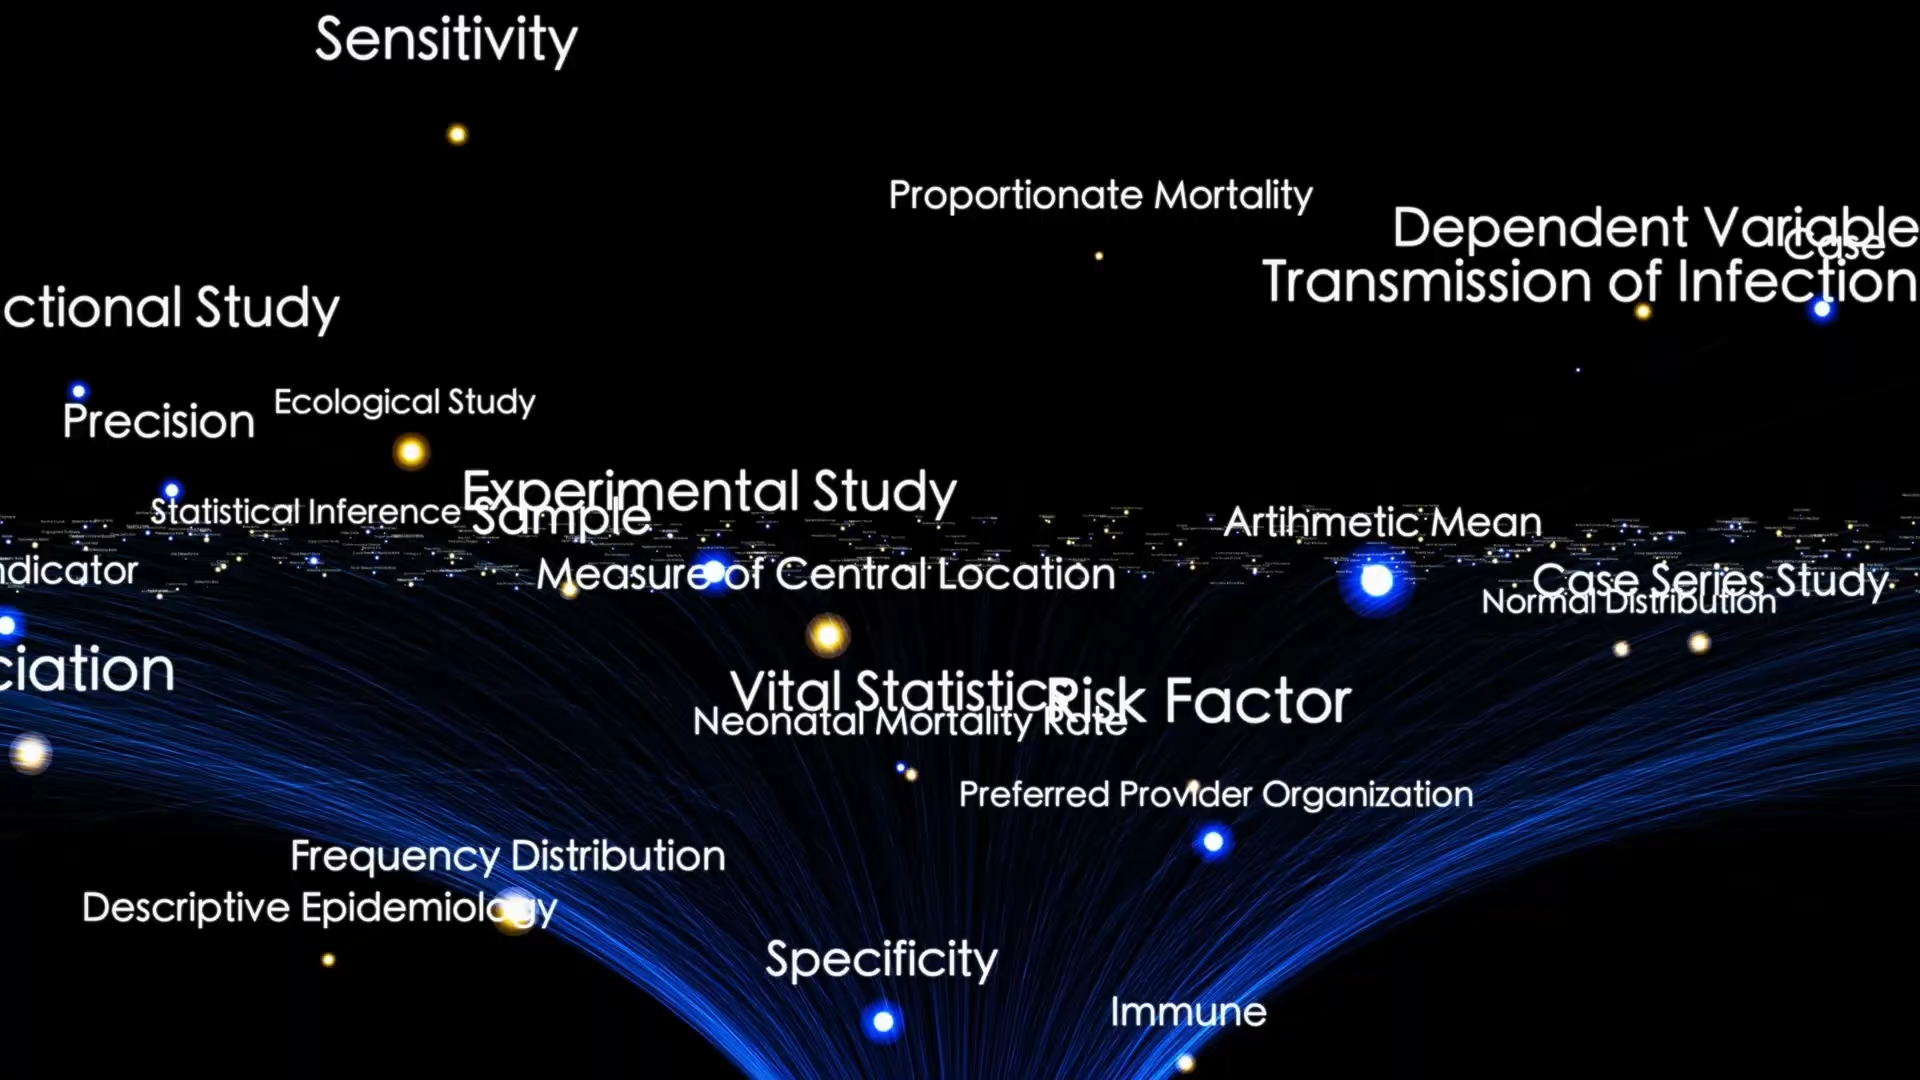 Sensitivity
Proportionate Mortality
Dependent Variable
Case
Transmission of Infection
ctional Study
Ecological Study
Precision
Experimental Study
Statistical Inference
Sample
Artihmetic Mean
ndicator
Measure of Central Location
Case Series Study
Normal Distribution
ciation
Vital Statistics
Risk Factor
Neonatal Mortality Rate
Preferred Provider Organization
Frequency Distribution
Descriptive Epidemiology
Specificity
Immune